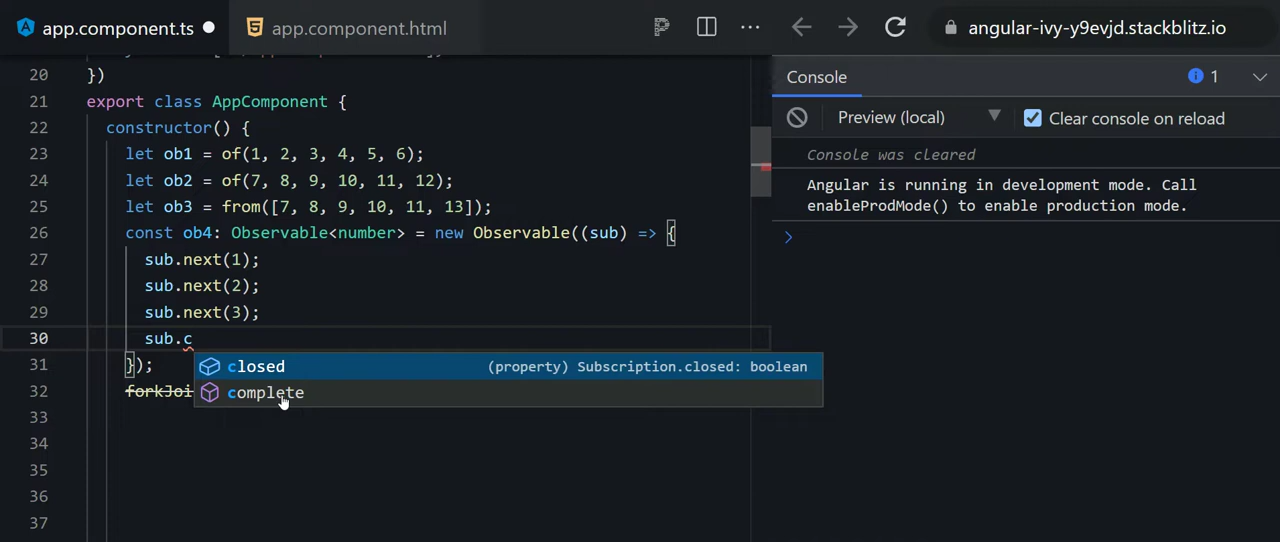 app.component.ts
app.component.html
angular-ivy-y9evjd.stackblitz.io
20 })
21 export class AppComponent {
22 constructor() {
23 let ob1 = of(1, 2, 3, 4, 5, 6);
24 let ob2 = of(7, 8, 9, 10, 11, 12);
25 let ob3 = from([7, 8, 9, 10, 11, 13]);
26 const ob4: Observable<number> = new Observable((sub) => {
27 sub.next(1);
28 sub.next(2);
29 sub.next(3);
30 sub.c
31 });
closed (property) Subscription.closed: boolean
32 forkJoi
complete
33
34
35
36
37
Console
1
Preview (local)
Clear console on reload
Console was cleared
Angular is running in development mode. Call
enableProdMode() to enable production mode.